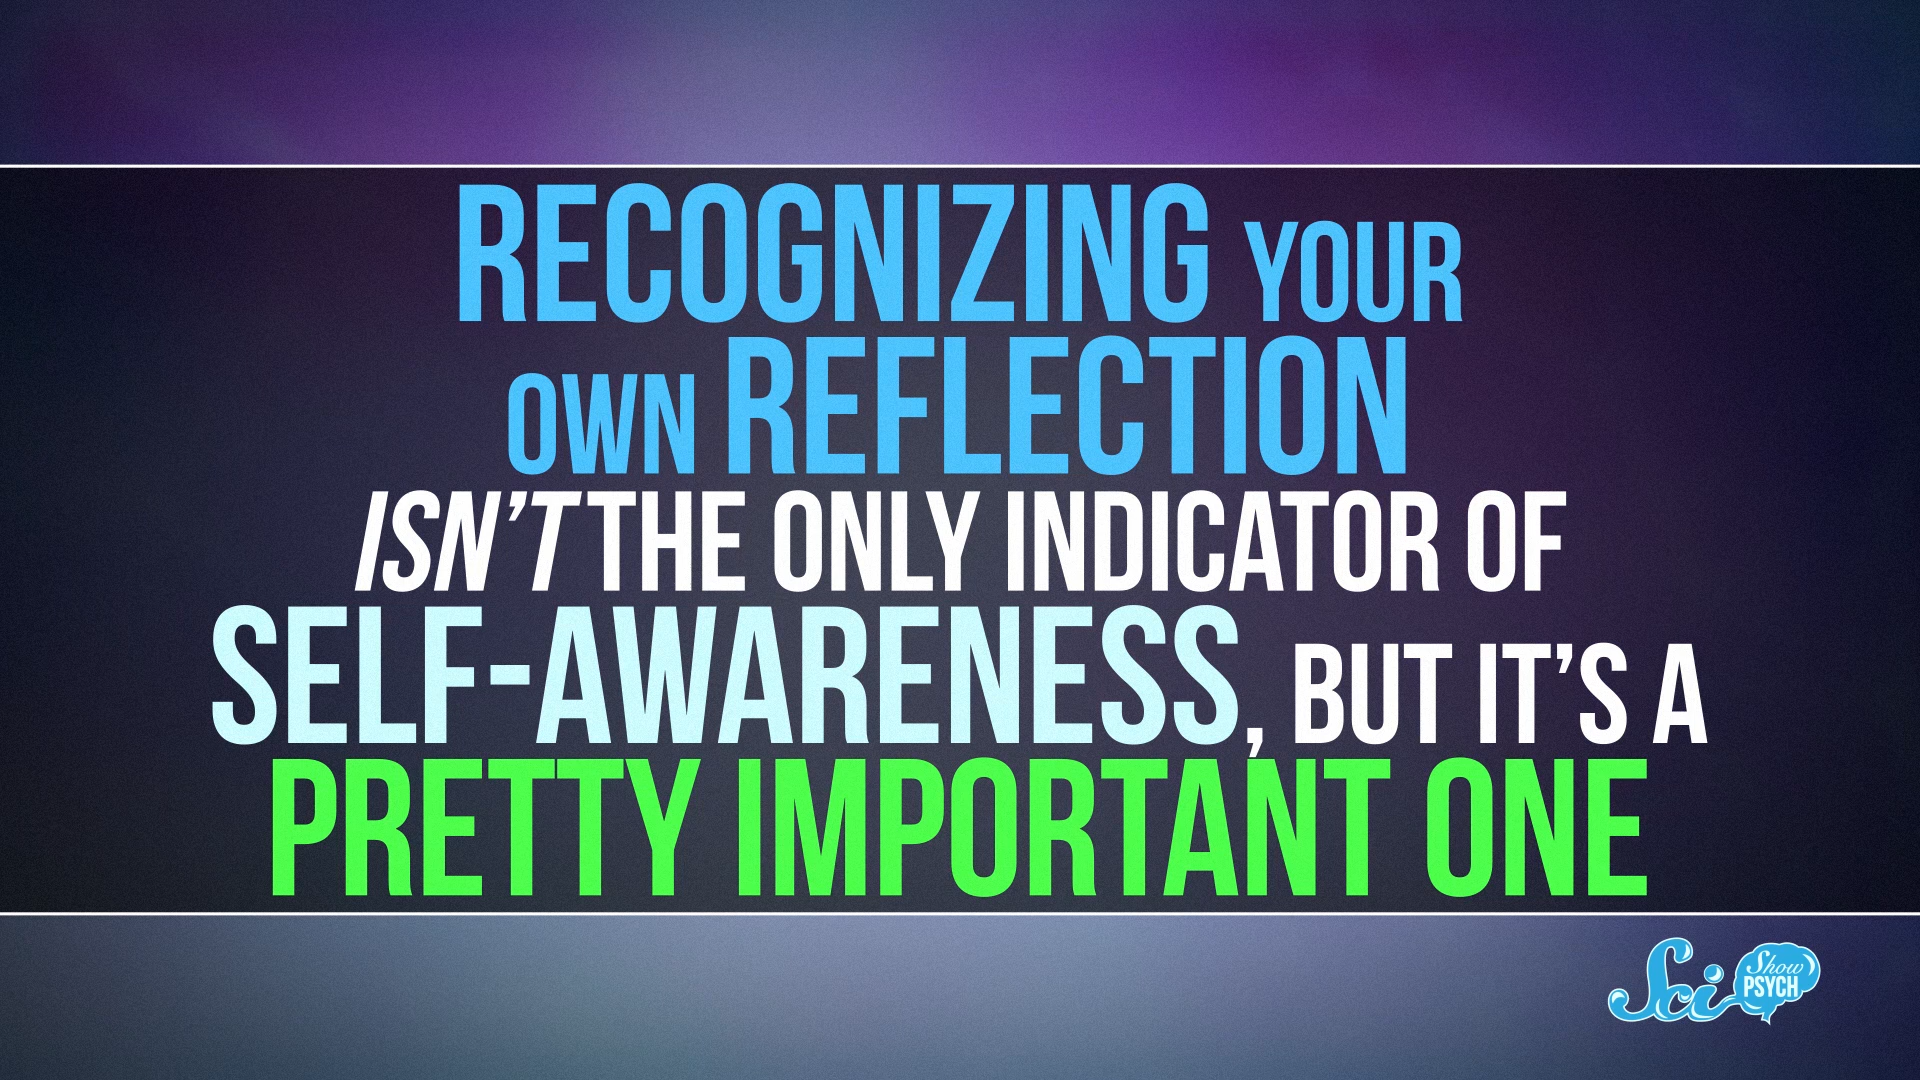 RECOGNIZING YOUR
OWN REFLECTION
ISN'T THE ONLY INDICATOR OF
SELF-AWARENESS, BUT IT'S A
PRETTY IMPORTANT ONE
Sci Show
PSYCH